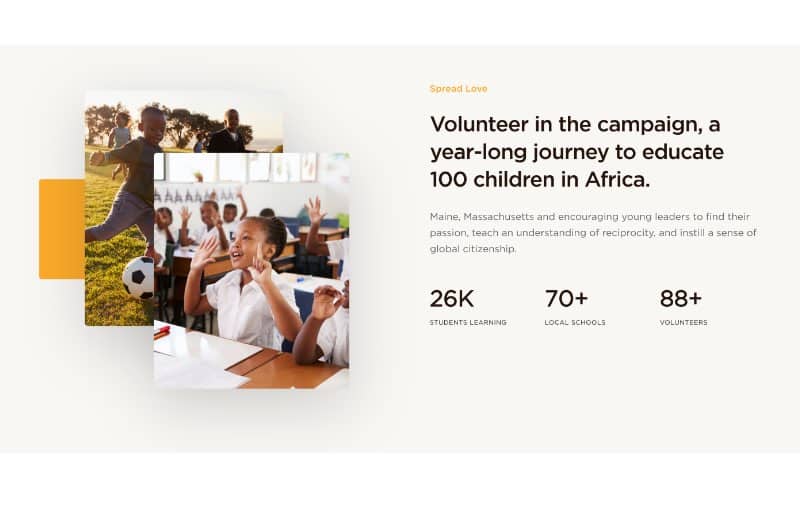 Spread Love
Volunteer in the campaign, a
year-long journey to educate
100 children in Africa.
Maine, Massachusetts and encouraging young leaders to find their
passion, teach an understanding of reciprocity, and instill a sense of
global citizenship.
26K 70+ 88+
STUDENTS LEARNING LOCAL SCHOOLS VOLUNTEERS